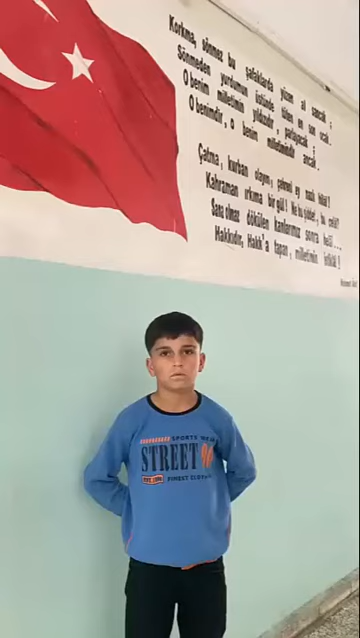 Korkma, sönmez bu şafaklarda yüzen al sancak;
Sönmeden yurdumun üstünde tüten en son ocak.
O benim milletimin yıldızıdır, parlayacak;
O benimdir, o benim milletimindir ancak.
Çatma, kurban olayım, çehreni ey nazlı hilal!
Kahraman ırkıma bir gül! Ne bu şiddet, bu celal?
Sana olmaz dökülen kanlarımız sonra helal...
Hakkıdır, Hakk'a tapan, milletimin istiklal!
SPORTS
STREET
FINEST